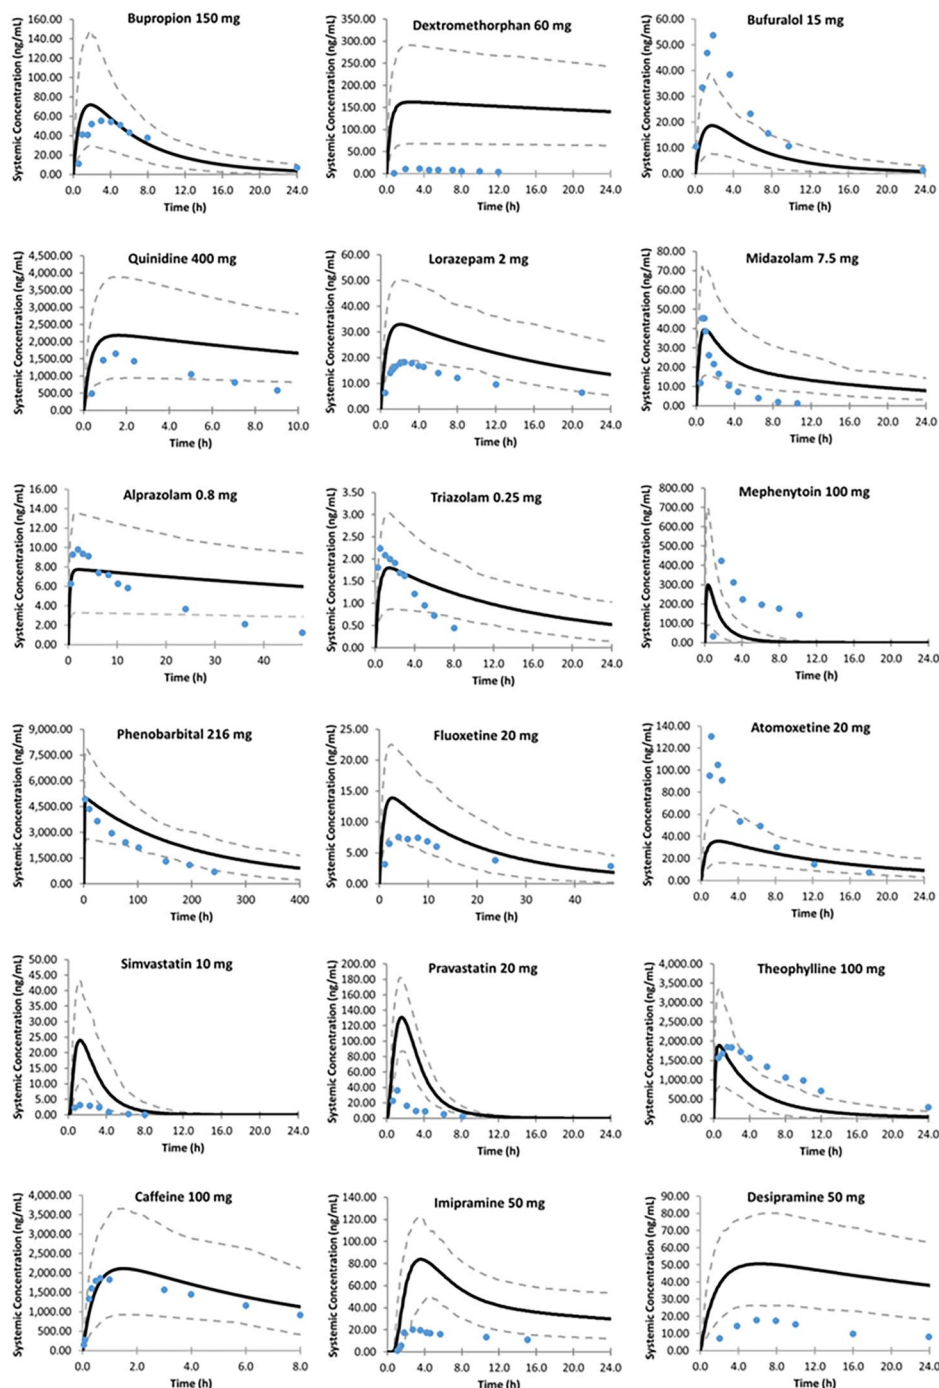 Bupropion 150 mg
Systemic Concentration (ng/mL)
160.00
140.00
120.00
100.00
80.00
60.00
40.00
20.00
0.00
0.0 4.0 8.0 12.0 16.0 20.0 24.0
Time (h)
Dextromethorphan 60 mg
Systemic Concentration (ng/mL)
350.00
300.00
250.00
200.00
150.00
100.00
50.00
0.00
0.0 4.0 8.0 12.0 16.0 20.0 24.0
Time (h)
Bufuralol 15 mg
Systemic Concentration (ng/mL)
60.00
50.00
40.00
30.00
20.00
10.00
0.00
0.0 4.0 8.0 12.0 16.0 20.0 24.0
Time (h)
Quinidine 400 mg
Systemic Concentration (ng/mL)
4,500.00
4,000.00
3,500.00
3,000.00
2,500.00
2,000.00
1,500.00
1,000.00
500.00
0.00
0.0 2.0 4.0 6.0 8.0 10.0
Time (h)
Lorazepam 2 mg
Systemic Concentration (ng/mL)
60.00
50.00
40.00
30.00
20.00
10.00
0.00
0.0 4.0 8.0 12.0 16.0 20.0 24.0
Time (h)
Midazolam 7.5 mg
Systemic Concentration (ng/mL)
80.00
70.00
60.00
50.00
40.00
30.00
20.00
10.00
0.00
0.0 4.0 8.0 12.0 16.0 20.0 24.0
Time (h)
Alprazolam 0.8 mg
Systemic Concentration (ng/mL)
16.00
14.00
12.00
10.00
8.00
6.00
4.00
2.00
0.00
0 10 20 30 40
Time (h)
Triazolam 0.25 mg
Systemic Concentration (ng/mL)
3.50
3.00
2.50
2.00
1.50
1.00
0.50
0.00
0.0 4.0 8.0 12.0 16.0 20.0 24.0
Time (h)
Mephenytoin 100 mg
Systemic Concentration (ng/mL)
800.00
700.00
600.00
500.00
400.00
300.00
200.00
100.00
0.00
0.0 4.0 8.0 12.0 16.0 20.0 24.0
Time (h)
Phenobarbital 216 mg
Systemic Concentration (ng/mL)
9,000.00
7,500.00
6,000.00
4,500.00
3,000.00
1,500.00
0.00
0 100 200 300 400
Time (h)
Fluoxetine 20 mg
Systemic Concentration (ng/mL)
25.00
20.00
15.00
10.00
5.00
0.00
0 10 20 30 40
Time (h)
Atomoxetine 20 mg
Systemic Concentration (ng/mL)
140.00
120.00
100.00
80.00
60.00
40.00
20.00
0.00
0.0 4.0 8.0 12.0 16.0 20.0 24.0
Time (h)
Simvastatin 10 mg
Systemic Concentration (ng/mL)
50.00
45.00
40.00
35.00
30.00
25.00
20.00
15.00
10.00
5.00
0.00
0.0 4.0 8.0 12.0 16.0 20.0 24.0
Time (h)
Pravastatin 20 mg
Systemic Concentration (ng/mL)
200.00
180.00
160.00
140.00
120.00
100.00
80.00
60.00
40.00
20.00
0.00
0.0 4.0 8.0 12.0 16.0 20.0 24.0
Time (h)
Theophylline 100 mg
Systemic Concentration (ng/mL)
4,000.00
3,500.00
3,000.00
2,500.00
2,000.00
1,500.00
1,000.00
500.00
0.00
0.0 4.0 8.0 12.0 16.0 20.0 24.0
Time (h)
Caffeine 100 mg
Systemic Concentration (ng/mL)
4,000.00
3,500.00
3,000.00
2,500.00
2,000.00
1,500.00
1,000.00
500.00
0.00
0.0 2.0 4.0 6.0 8.0
Time (h)
Imipramine 50 mg
Systemic Concentration (ng/mL)
140.00
120.00
100.00
80.00
60.00
40.00
20.00
0.00
0.0 4.0 8.0 12.0 16.0 20.0 24.0
Time (h)
Desipramine 50 mg
Systemic Concentration (ng/mL)
90.00
80.00
70.00
60.00
50.00
40.00
30.00
20.00
10.00
0.00
0.0 4.0 8.0 12.0 16.0 20.0 24.0
Time (h)